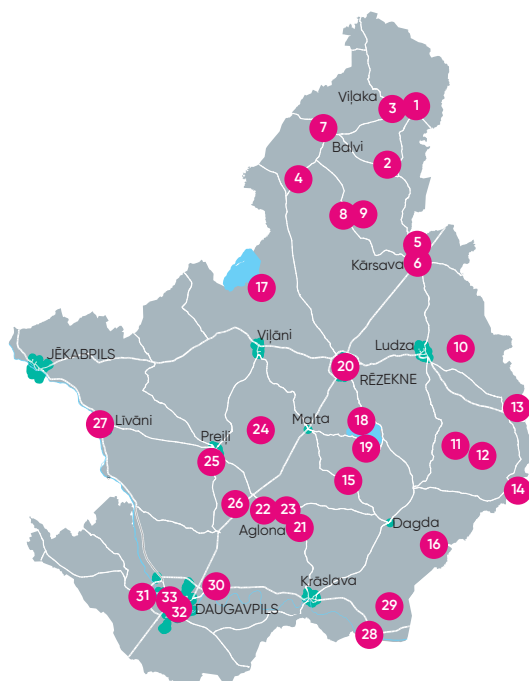 Viļaka
3
1
7
Balvi
2
4
8
9
5
Kārsava
6
17
Viļāni
Ludza
10
JĒKABPILS
20
RĒZEKNE
13
27
Līvāni
18
24
Malta
Preiļi
19
11
12
25
15
14
26
22
23
Aglona
21
Dagda
16
30
Krāslava
31
33
29
32
DAUGAVPILS
28